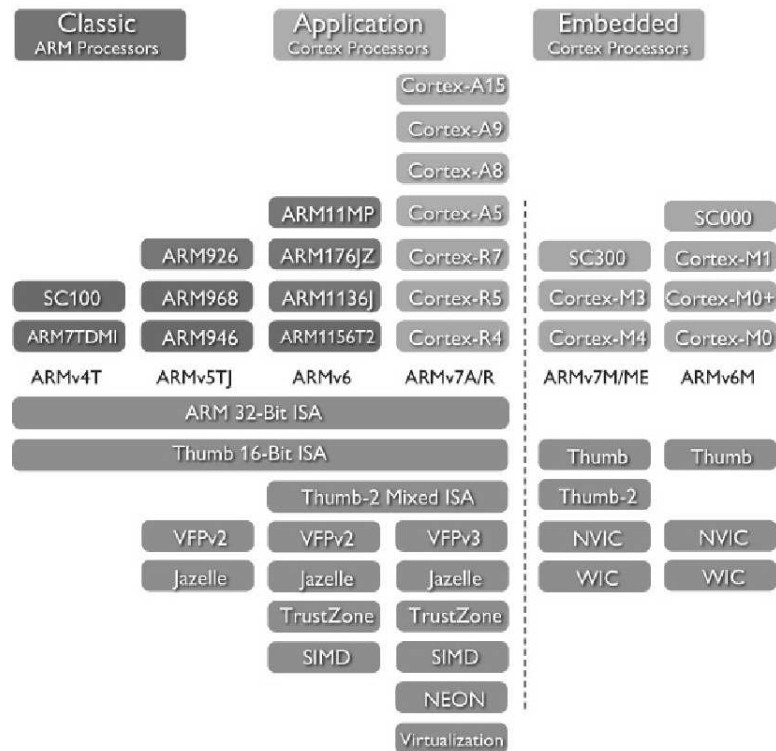 Classic
ARM Processors
Application
Cortex Processors
Embedded
Cortex Processors
Cortex-A15
Cortex-A9
Cortex-A8
ARM11MP
Cortex-A5
SC000
ARM926
ARM176JZ
Cortex-R7
SC300
Cortex-M1
SC100
ARM968
ARM1136J
Cortex-R5
Cortex-M3
Cortex-M0+
ARM7TDMI
ARM946
ARM1156T2
Cortex-R4
Cortex-M4
Cortex-M0
ARMv4T
ARMv5TJ
ARMv6
ARMv7A/R
ARMv7M/ME
ARMv6M
ARM 32-Bit ISA
Thumb 16-Bit ISA
Thumb
Thumb
Thumb-2 Mixed ISA
Thumb-2
VFPv2
VFPv2
VFPv3
NVIC
NVIC
Jazelle
Jazelle
Jazelle
WIC
WIC
TrustZone
TrustZone
SIMD
SIMD
NEON
Virtualization